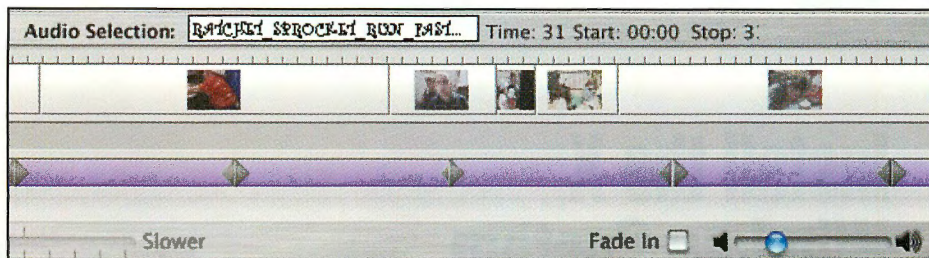 Audio Selection: RATCHET_SPROCKET_RUN_FAST... Time: 31 Start: 00:00 Stop: 3:
Slower Fade In